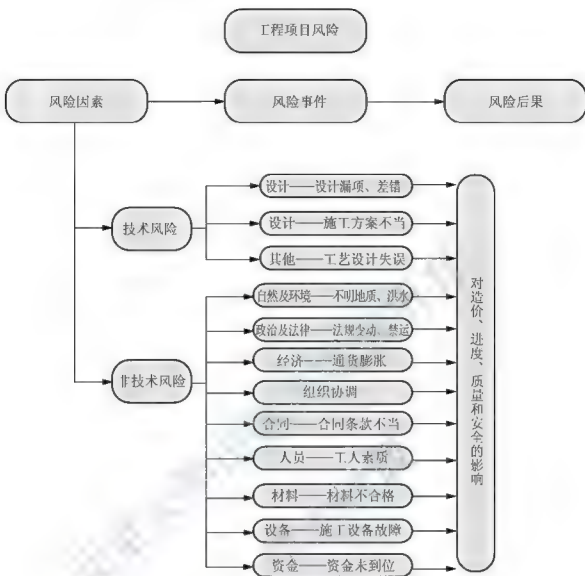 工程项目风险
风险因素
风险事件
风险后果
技术风险
设计——设计漏项、差错
设计——施工方案不当
其他——工艺设计失误
非技术风险
自然及环境——不明地质、洪水
政治及法律——法规变动、禁运
经济——通货膨胀
组织协调
合同——合同条款不当
人员——工人素质
材料——材料不合格
设备——施工设备故障
资金——资金未到位
对造价、进度、质量和安全的影响